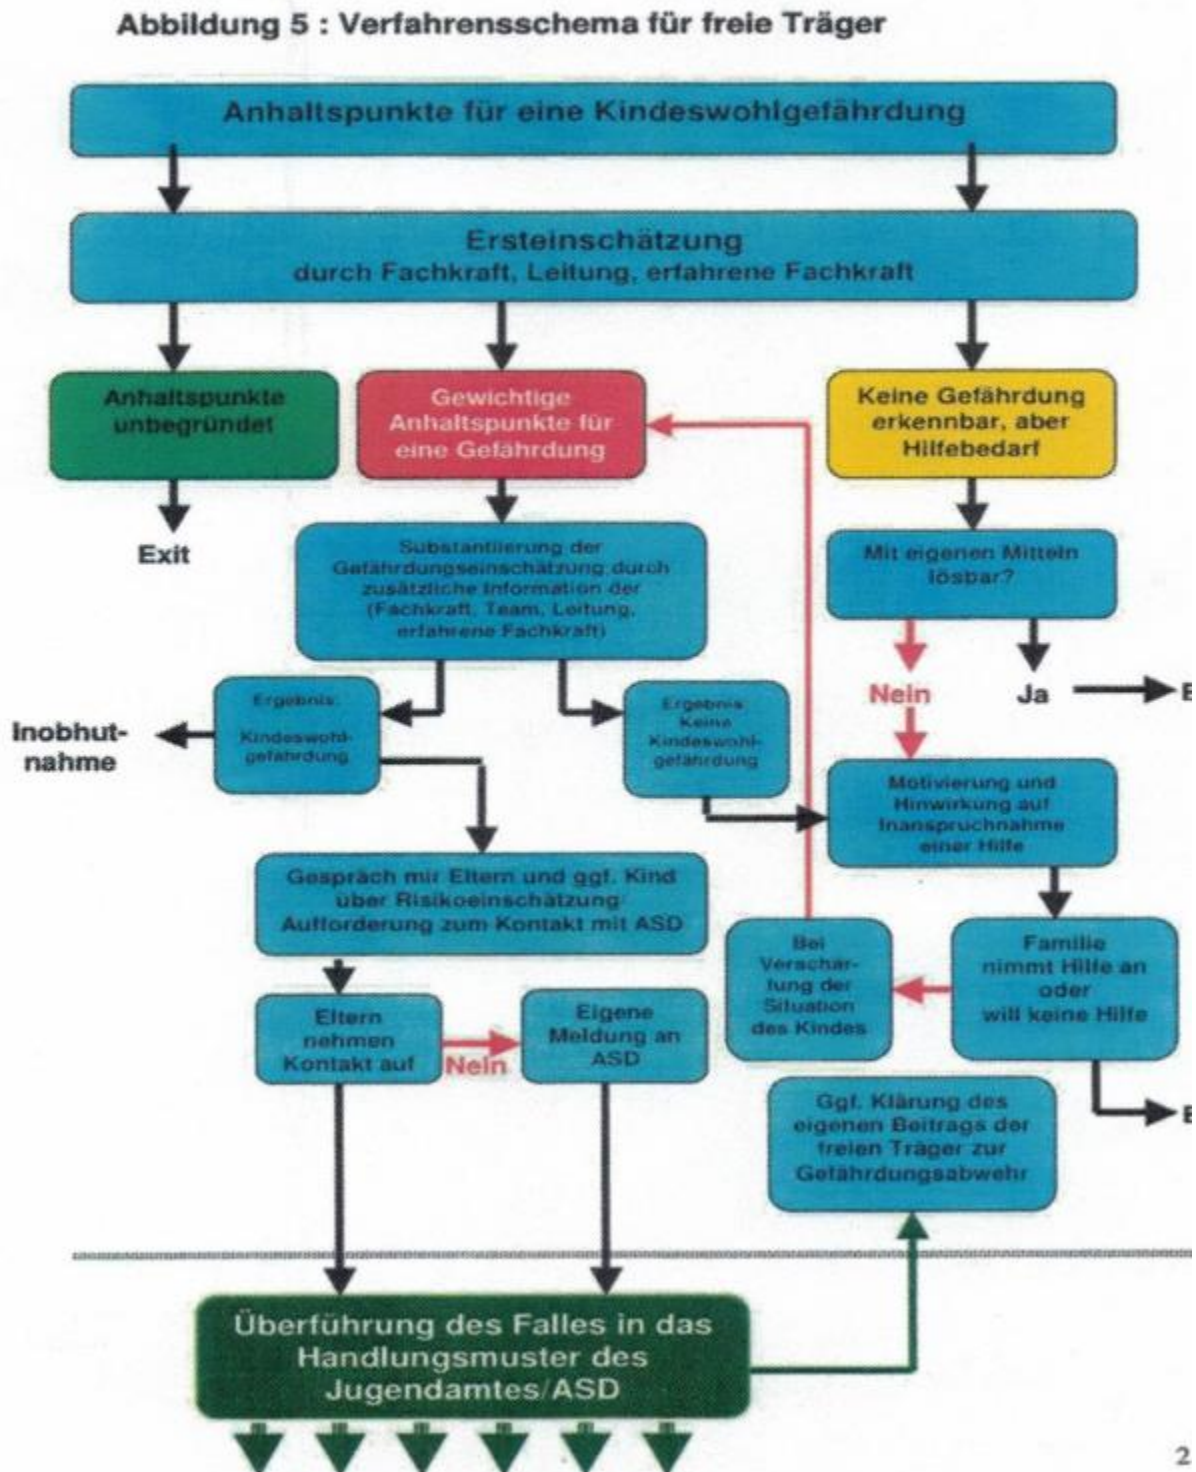 Abbildung 5 : Verfahrensschema für freie Träger
Anhaltspunkte für eine Kindeswohlgefährdung
Ersteinschätzung
durch Fachkraft, Leitung, erfahrene Fachkraft
Anhaltspunkte
unbegründet
Gewichtige
Anhaltspunkte für
eine Gefährdung
Keine Gefährdung
erkennbar, aber
Hilfebedarf
Exit
Substantiierung der
Gefährdungseinschätzung durch
zusätzliche Information der
(Fachkraft, Team, Leitung,
erfahrene Fachkraft)
Mit eigenen Mitteln
lösbar?
Nein
Ja
E
Inobhut-
nahme
Ergebnis:
Kindeswohl-
gefährdung
Ergebnis:
Keine
Kindeswohl-
gefährdung
Motivierung und
Hinwirkung auf
Inanspruchnahme
einer Hilfe
Gespräch mir Eltern und ggf. Kind
über Risikoeinschätzung/
Aufforderung zum Kontakt mit ASD
Bei
Verschär-
fung der
Situation
des Kindes
Familie
nimmt Hilfe an
oder
will keine Hilfe
Eltern
nehmen
Kontakt auf
Nein
Eigene
Meldung an
ASD
E
Ggf. Klärung des
eigenen Beitrags der
freien Träger zur
Gefährdungsabwehr
Überführung des Falles in das
Handlungsmuster des
Jugendamtes/ASD
2